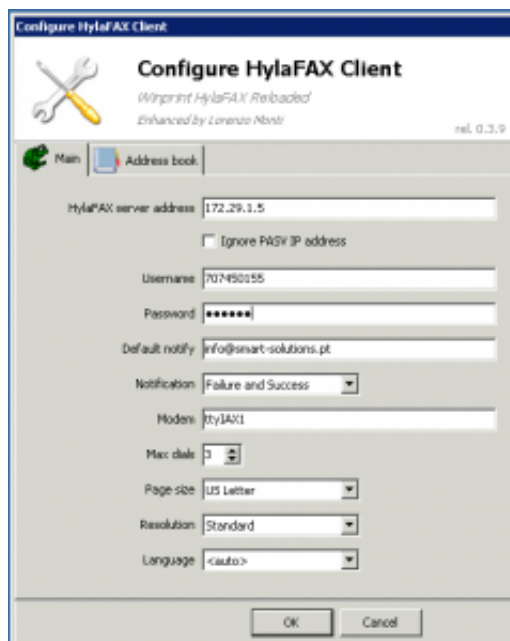 Configure HylaFAX Client
Configure HylaFAX Client
Winprint HylaFAX Reloaded
Enhanced by Lorenzo Monti
rel. 0.3.9
Main Address book
HylaFAX server address 172.29.1.5
Ignore PASV IP address
Username 707450155
Password ••••••
Default notify info@smart-solutions.pt
Notification Failure and Success
Modem ttyIAX1
Max dials 3
Page size US Letter
Resolution Standard
Language <auto>
OK Cancel